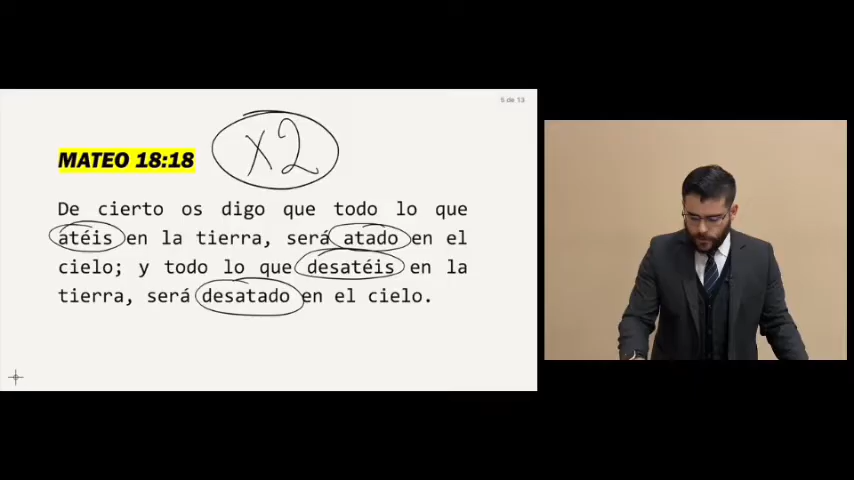 5 de 13
MATEO 18:18
x2
De cierto os digo que todo lo que
atéis en la tierra, será atado en el
cielo; y todo lo que desatéis en la
tierra, será desatado en el cielo.